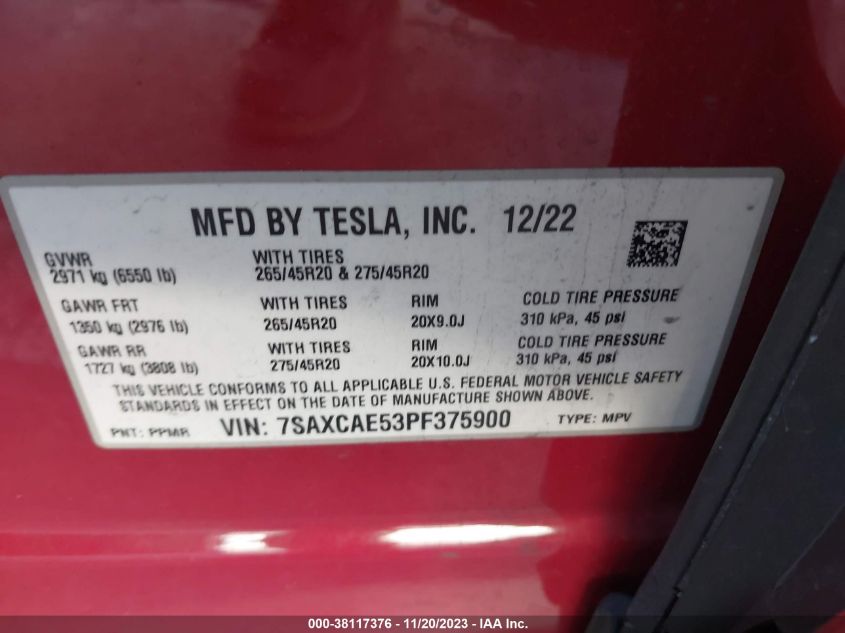 MFD BY TESLA, INC. 12/22
GVWR WITH TIRES
2971 kg (6550 lb) 265/45R20 & 275/45R20
GAWR FRT WITH TIRES RIM COLD TIRE PRESSURE
1350 kg (2976 lb) 265/45R20 20X9.0J 310 kPa, 45 psi
GAWR RR WITH TIRES RIM COLD TIRE PRESSURE
1727 kg (3808 lb) 275/45R20 20X10.0J 310 kPa, 45 psi
THIS VEHICLE CONFORMS TO ALL APPLICABLE U.S. FEDERAL MOTOR VEHICLE SAFETY
STANDARDS IN EFFECT ON THE DATE OF MANUFACTURE SHOWN ABOVE.
PNT: PPMR VIN: 7SAXCAE53PF375900 TYPE: MPV
000-38117376 - 11/20/2023 - IAA Inc.